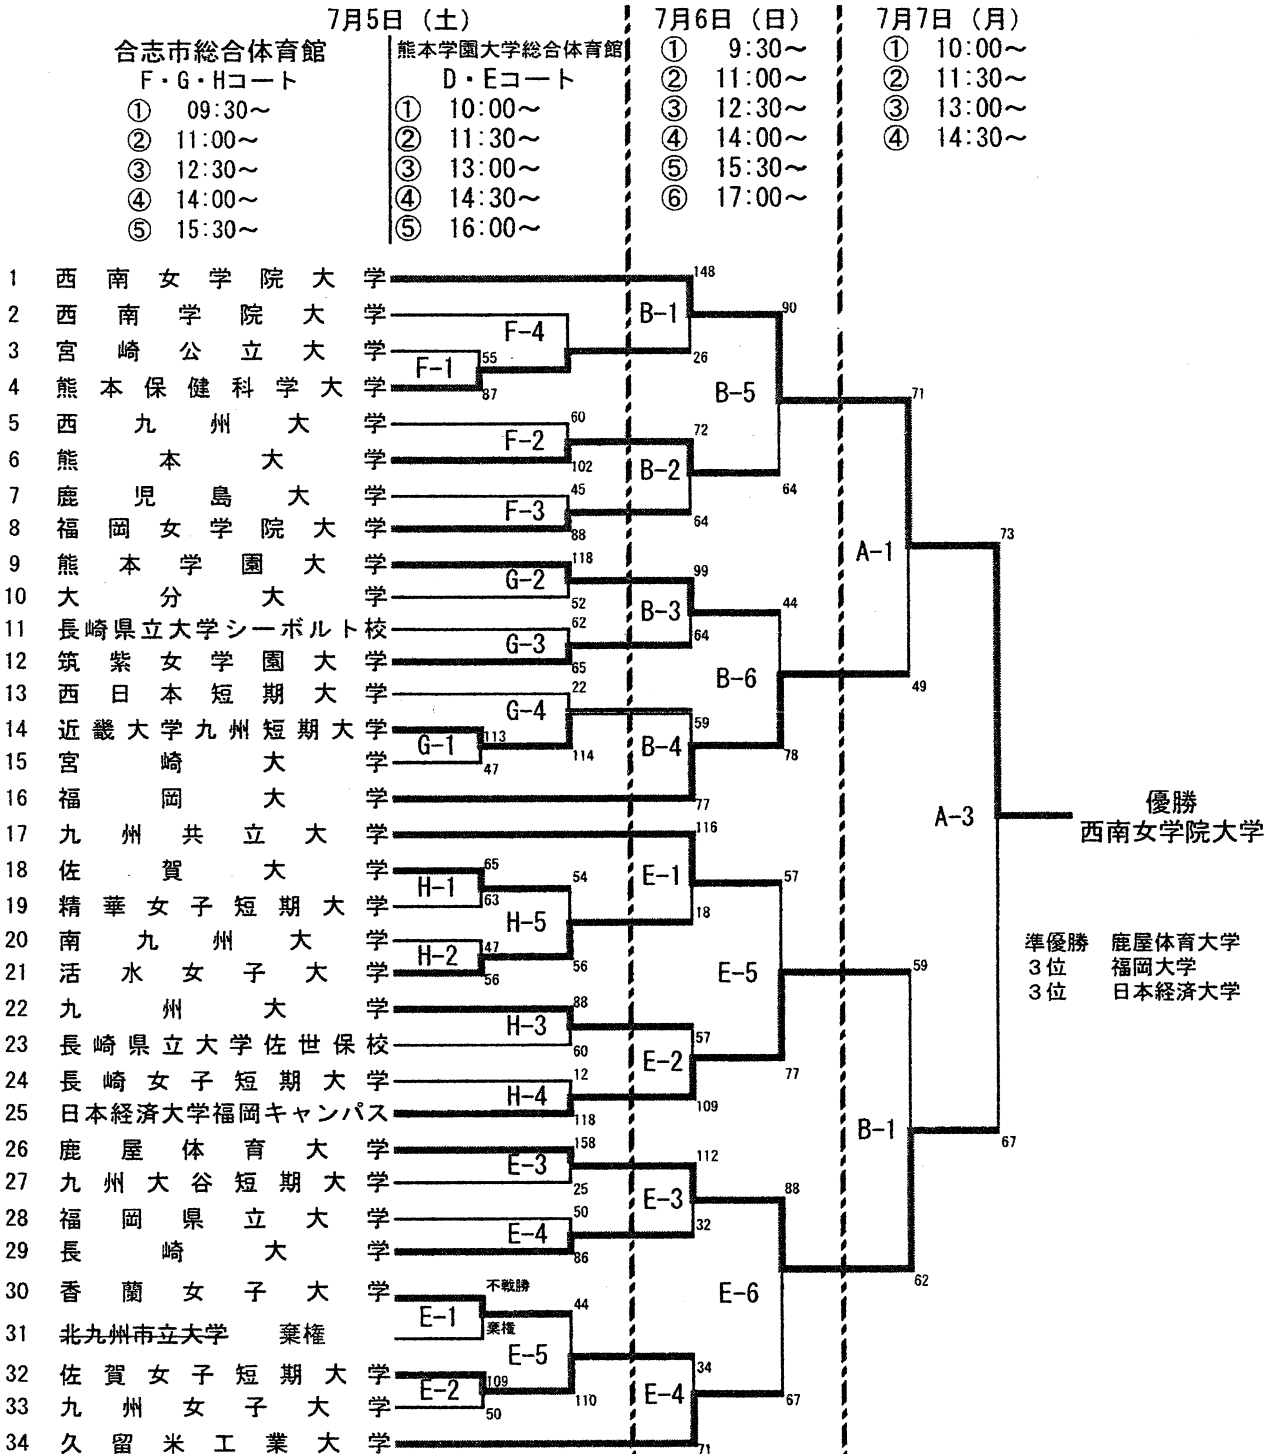 7月5日（土）
7月6日（日）
7月7日（月）
合志市総合体育館
F・G・Hコート
① 09:30～
② 11:00～
③ 12:30～
④ 14:00～
⑤ 15:30～
熊本学園大学総合体育館
D・Eコート
① 10:00～
② 11:30～
③ 13:00～
④ 14:30～
⑤ 16:00～
① 9:30～
② 11:00～
③ 12:30～
④ 14:00～
⑤ 15:30～
⑥ 17:00～
① 10:00～
② 11:30～
③ 13:00～
④ 14:30～
1 西南女学院大学
2 西南学院大学
3 宮崎公立大学
4 熊本保健科学大学
5 西九州大学
6 熊本大学
7 鹿児島大学
8 福岡女学院大学
9 熊本学園大学
10 大分大学
11 長崎県立大学シーボルト校
12 筑紫女学園大学
13 西日本短期大学
14 近畿大学九州短期大学
15 宮崎大学
16 福岡大学
17 九州共立大学
18 佐賀大学
19 精華女子短期大学
20 南九州大学
21 活水女子大学
22 九州大学
23 長崎県立大学佐世保校
24 長崎女子短期大学
25 日本経済大学福岡キャンパス
26 鹿屋体育大学
27 九州大谷短期大学
28 福岡県立大学
29 長崎大学
30 香蘭女子大学
31 北九州市立大学 棄権
32 佐賀女子短期大学
33 九州女子大学
34 久留米工業大学
F-4
55
F-1
87
60
F-2
102
45
F-3
88
118
G-2
52
62
G-3
65
22
G-4
113
G-1
47
114
65
H-1
63
54
H-5
47
H-2
56
56
88
H-3
60
12
H-4
118
158
E-3
25
50
E-4
86
不戦勝
E-1
棄権
44
E-5
109
E-2
50
110
148
B-1
26
72
B-2
64
99
B-3
64
59
B-4
77
116
E-1
18
57
E-2
109
112
E-3
32
34
E-4
71
90
B-5
64
44
B-6
78
57
E-5
77
88
E-6
67
71
A-1
49
59
B-1
62
73
A-3
67
優勝
西南女学院大学
準優勝 鹿屋体育大学
3位 福岡大学
3位 日本経済大学